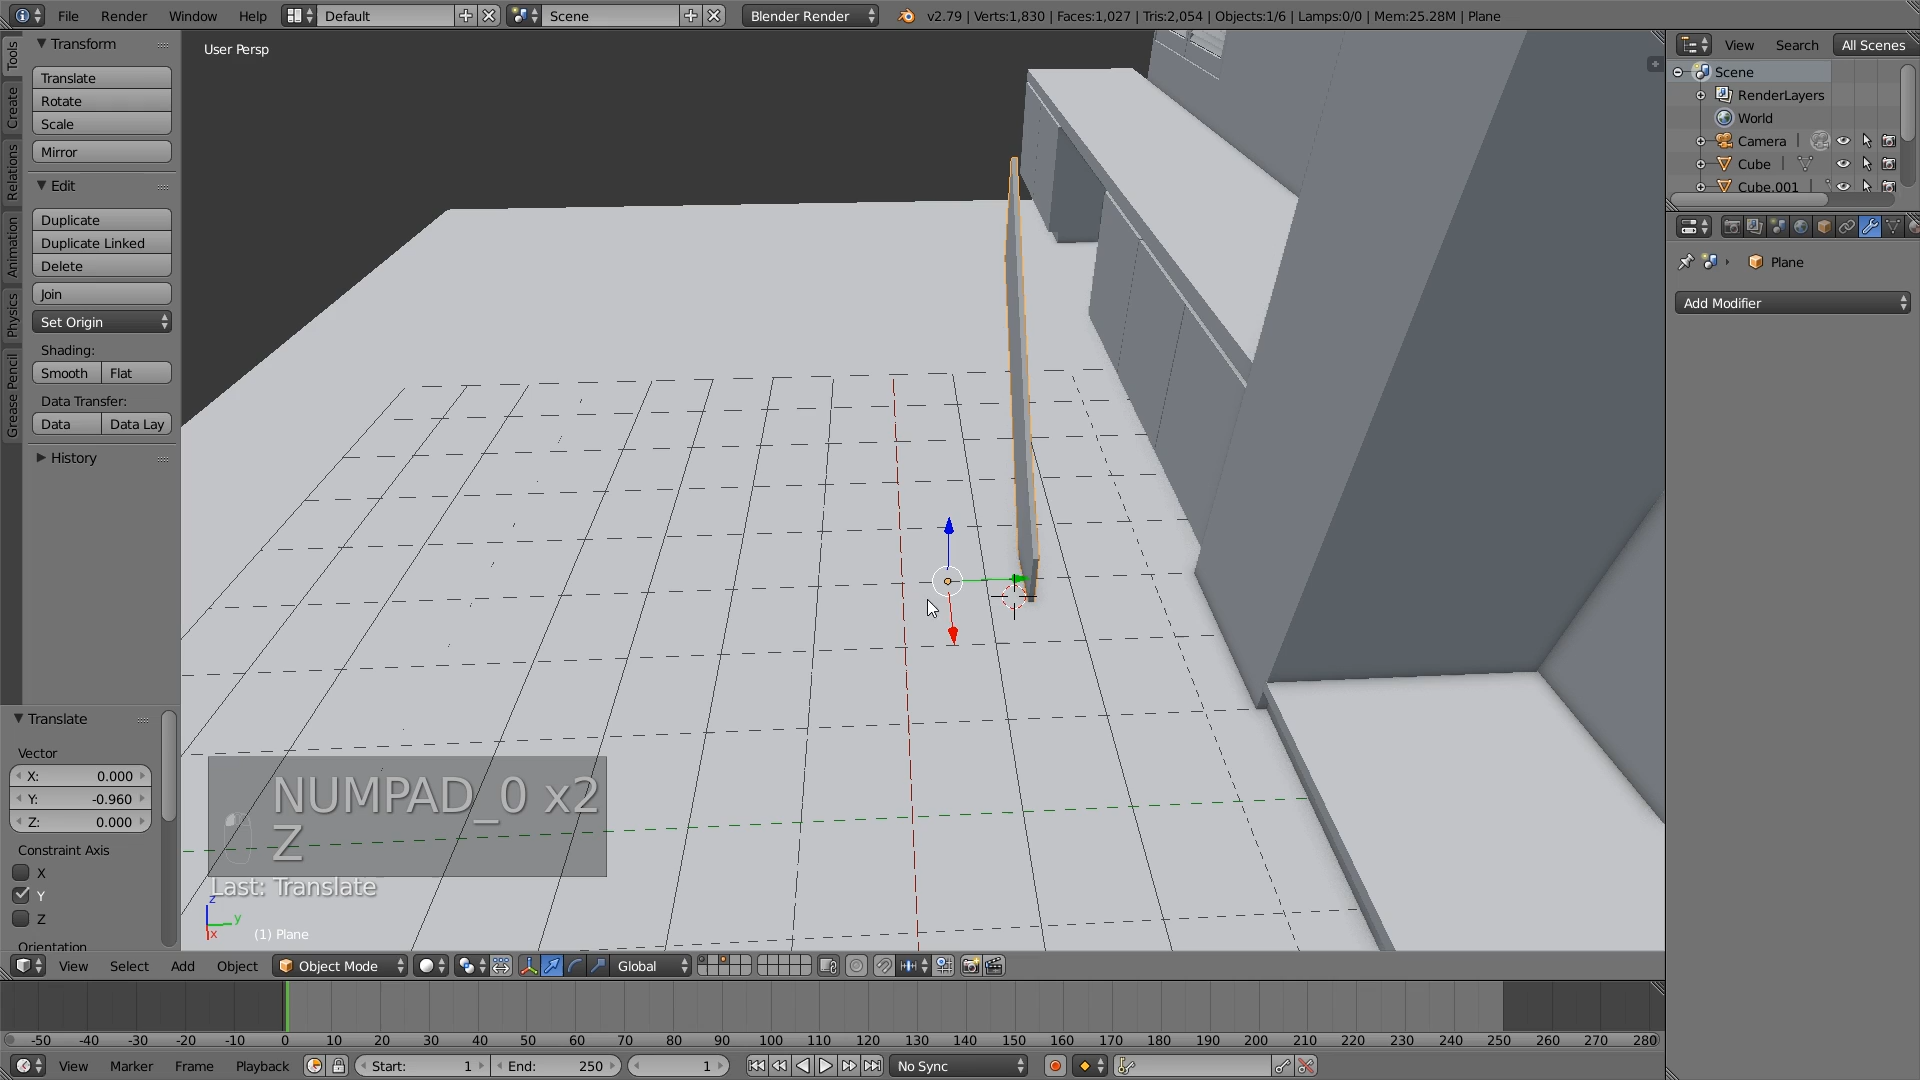 File Render Window Help Default Scene Blender Render v2.79 | Verts:1,830 | Faces:1,027 | Tris:2,054 | Objects:1/6 | Lamps:0/0 | Mem:25.28M | Plane
Tools
Create
Relations
Animation
Physics
Grease Pencil
Transform
Translate
Rotate
Scale
Mirror
Edit
Duplicate
Duplicate Linked
Delete
Join
Set Origin
Shading:
Smooth Flat
Data Transfer:
Data Data Lay
History
Translate
Vector
X: 0.000
Y: -0.960
Z: 0.000
Constraint Axis
X
Y
Z
Orientation
User Persp
NUMPAD_0 x2
Z
Last: Translate
z
y
x
(1) Plane
View Search All Scenes
Scene
RenderLayers
World
Camera
Cube
Cube.001
Plane
Add Modifier
View Select Add Object Object Mode Global
-50 -40 -30 -20 -10 0 10 20 30 40 50 60 70 80 90 100 110 120 130 140 150 160 170 180 190 200 210 220 230 240 250 260 270 280
View Marker Frame Playback Start: 1 End: 250 1 No Sync